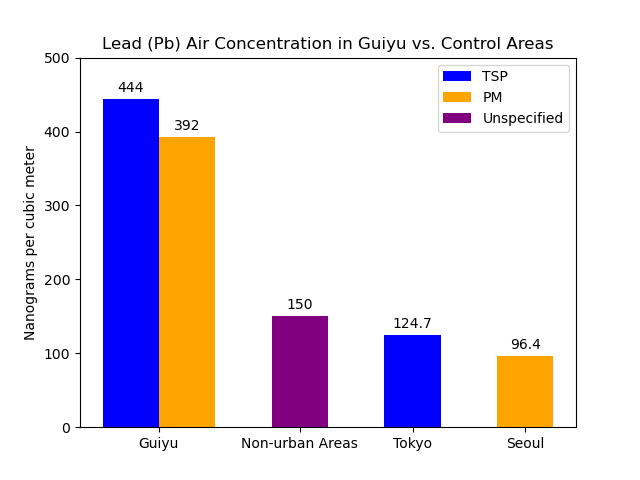 Lead (Pb) Air Concentration in Guiyu vs. Control Areas
Nanograms per cubic meter
500
400
300
200
100
0
444
392
150
124.7
96.4
TSP
PM
Unspecified
Guiyu
Non-urban Areas
Tokyo
Seoul